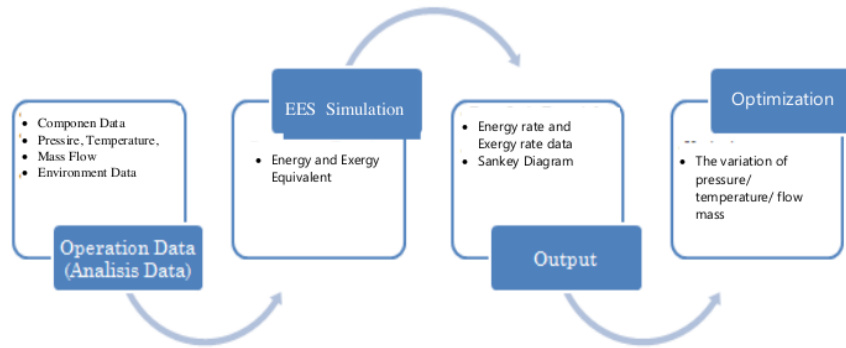 • Componen Data
• Pressire, Temperature,
• Mass Flow
• Environment Data
Operation Data
(Analisis Data)
EES Simulation
• Energy and Exergy
Equivalent
• Energy rate and
Exergy rate data
• Sankey Diagram
Output
Optimization
• The variation of
pressure/
temperature/ flow
mass